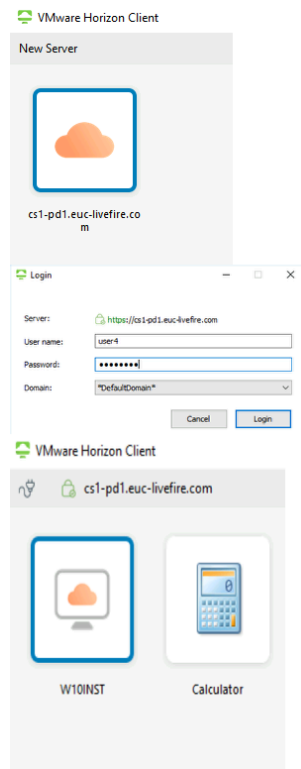 VMware Horizon Client
New Server
cs1-pd1.euc-livefire.co
m
Login
Server: https://cs1-pd1.euc-livefire.com
User name: user4
Password: ••••••••
Domain: *DefaultDomain*
Cancel Login
VMware Horizon Client
cs1-pd1.euc-livefire.com
0
W10INST Calculator